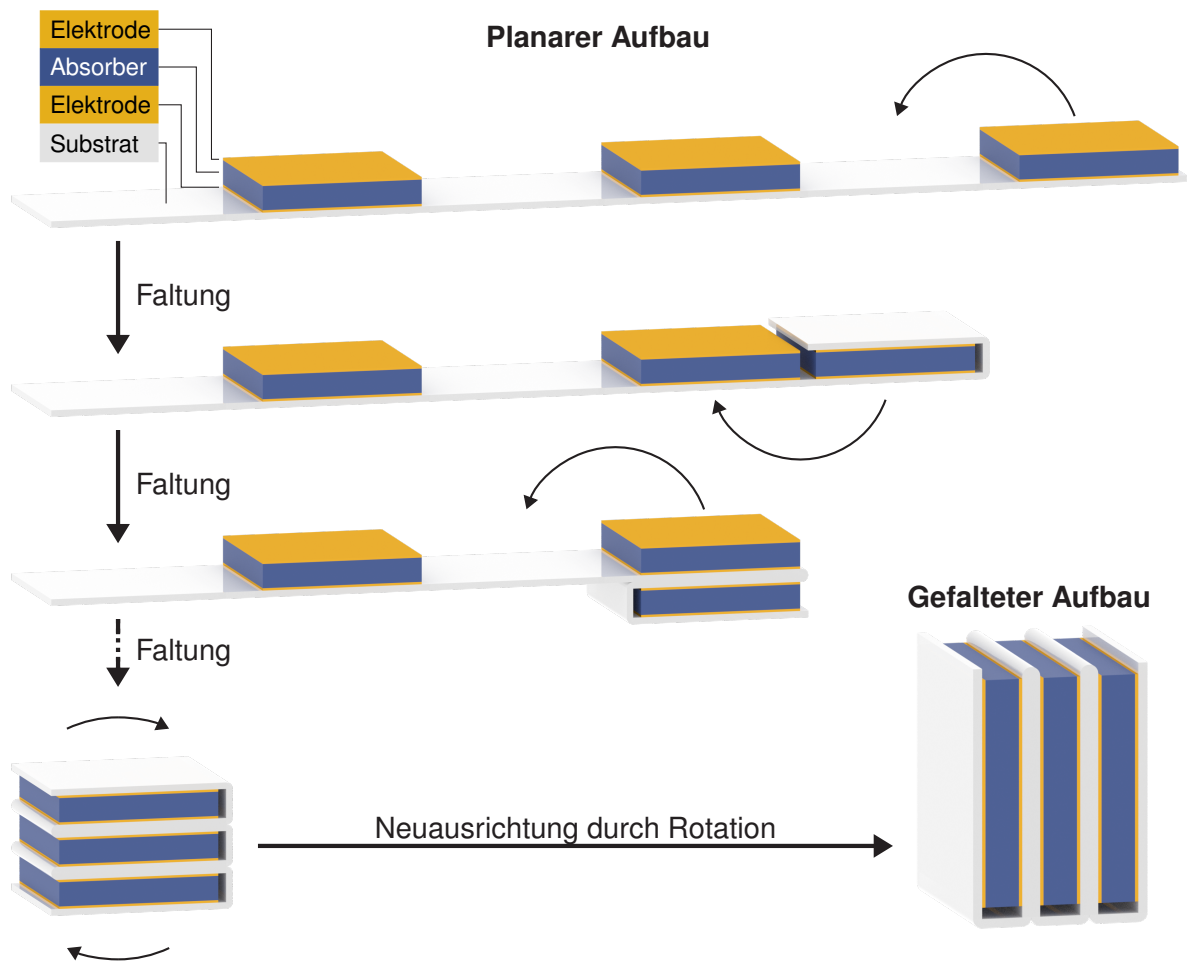 Planarer Aufbau
Elektrode
Absorber
Elektrode
Substrat
Faltung
Faltung
Faltung
Gefalteter Aufbau
Neuausrichtung durch Rotation